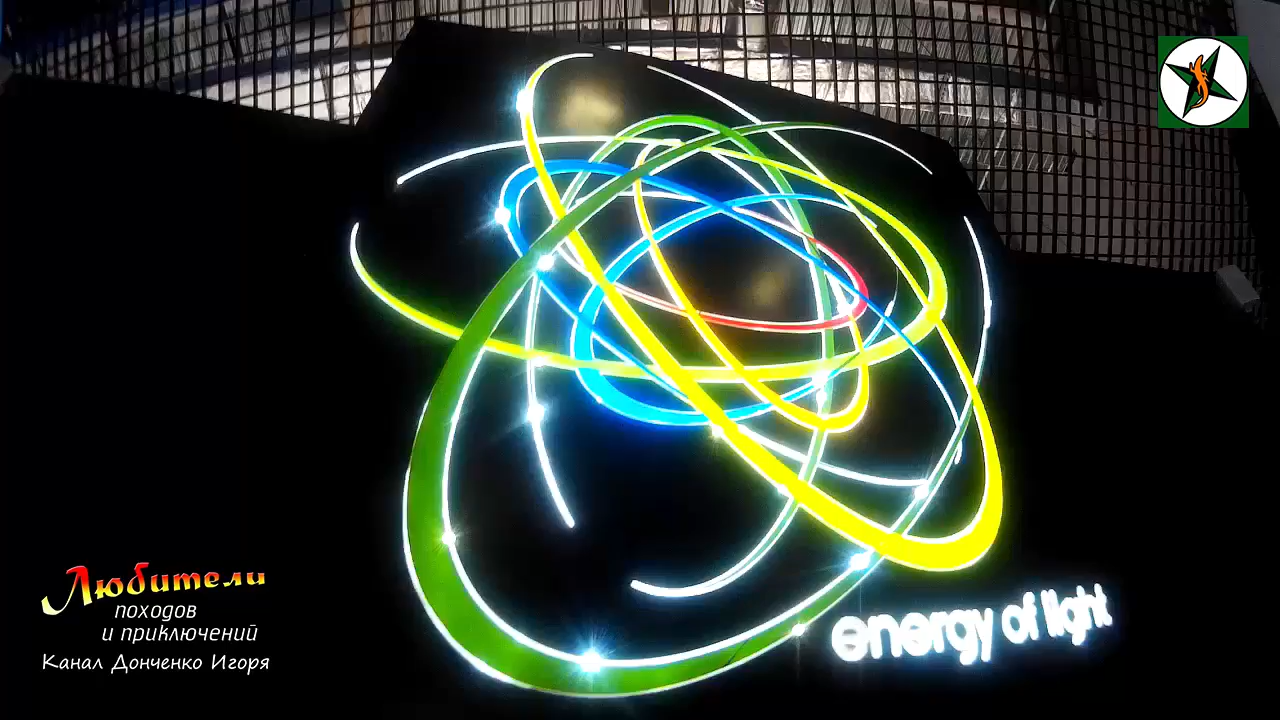 energy of light
Любители
походов
и приключений
Канал Донченко Игоря